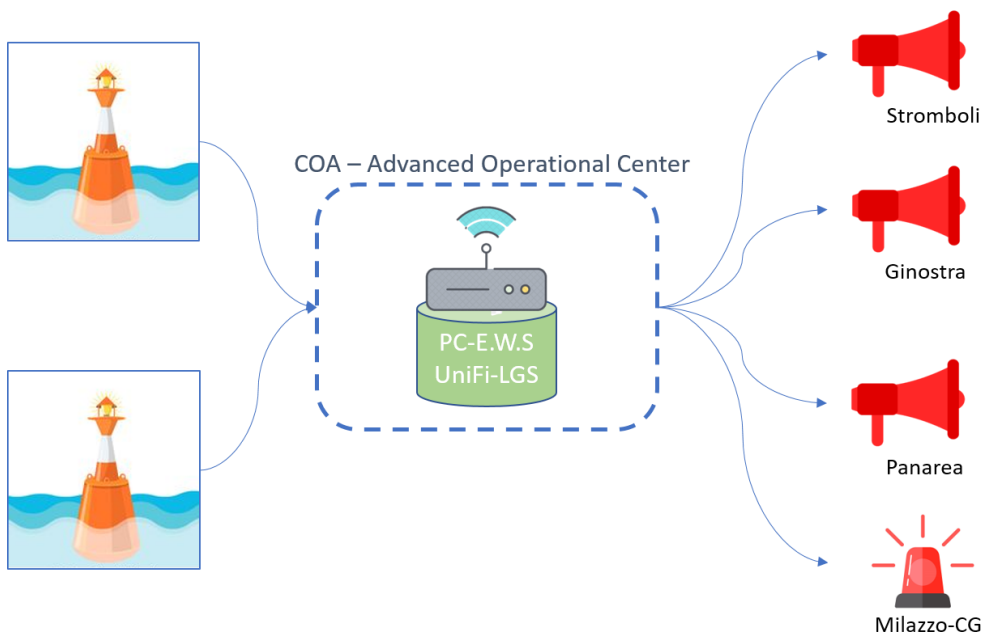 Stromboli
COA – Advanced Operational Center
Ginostra
PC-E.W.S
UniFi-LGS
Panarea
Milazzo-CG